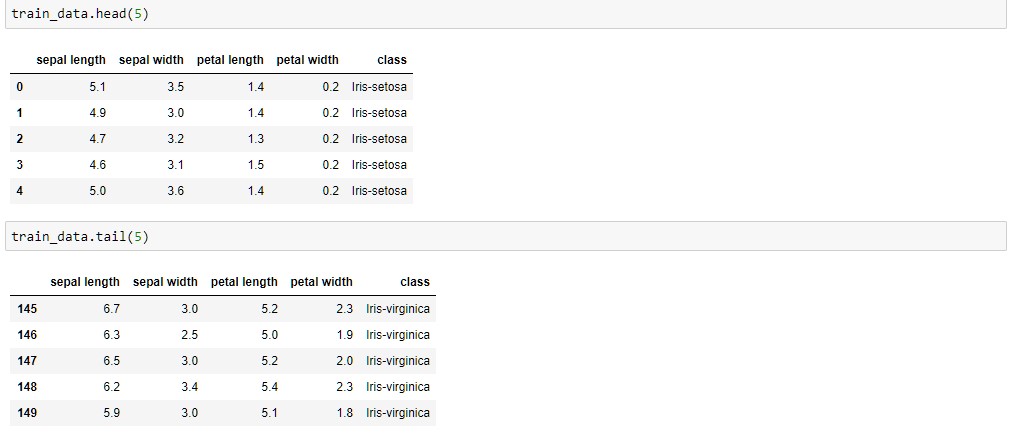 train_data.head(5)
sepal length sepal width petal length petal width class
0 5.1 3.5 1.4 0.2 Iris-setosa
1 4.9 3.0 1.4 0.2 Iris-setosa
2 4.7 3.2 1.3 0.2 Iris-setosa
3 4.6 3.1 1.5 0.2 Iris-setosa
4 5.0 3.6 1.4 0.2 Iris-setosa
train_data.tail(5)
sepal length sepal width petal length petal width class
145 6.7 3.0 5.2 2.3 Iris-virginica
146 6.3 2.5 5.0 1.9 Iris-virginica
147 6.5 3.0 5.2 2.0 Iris-virginica
148 6.2 3.4 5.4 2.3 Iris-virginica
149 5.9 3.0 5.1 1.8 Iris-virginica